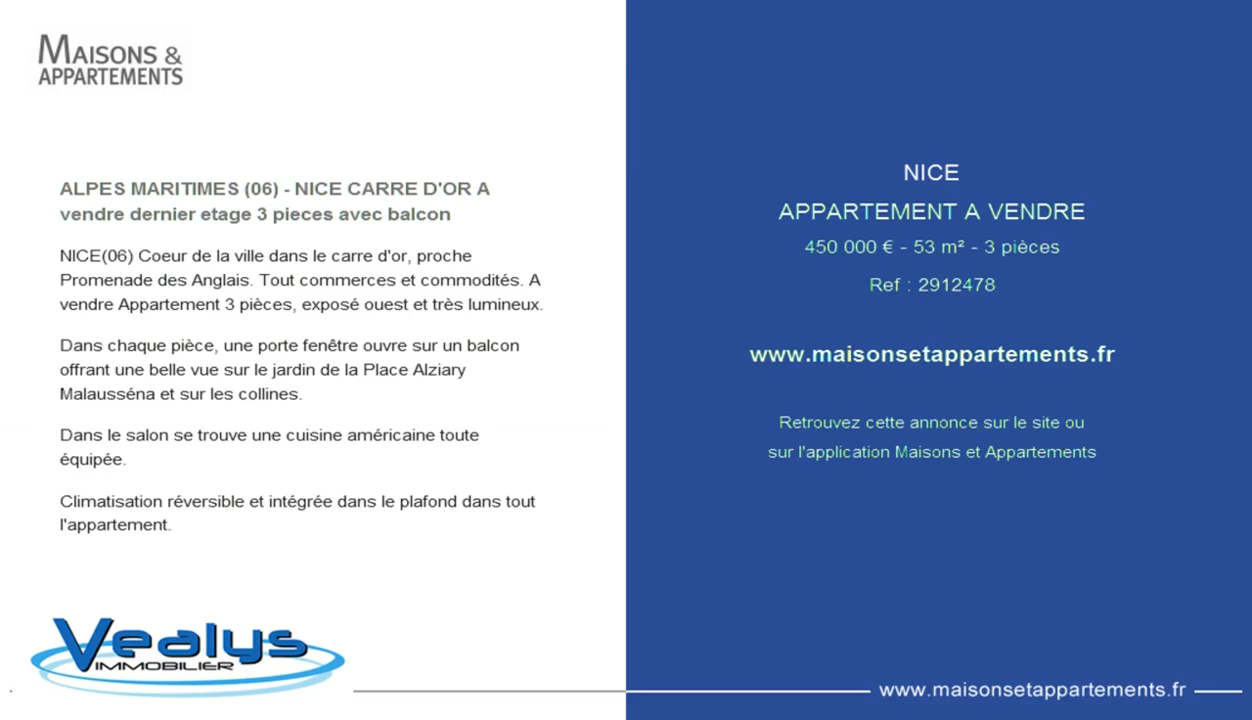 MAISONS &
APPARTEMENTS
ALPES MARITIMES (06) - NICE CARRE D'OR A
vendre dernier etage 3 pieces avec balcon
NICE(06) Coeur de la ville dans le carre d'or, proche
Promenade des Anglais. Tout commerces et commodités. A
vendre Appartement 3 pièces, exposé ouest et très lumineux.
Dans chaque pièce, une porte fenêtre ouvre sur un balcon
offrant une belle vue sur le jardin de la Place Alziary
Malausséna et sur les collines.
Dans le salon se trouve une cuisine américaine toute
équipée.
Climatisation réversible et intégrée dans le plafond dans tout
l'appartement.
Vealys
IMMOBILIER
NICE
APPARTEMENT A VENDRE
450 000 € - 53 m² - 3 pièces
Ref : 2912478
www.maisonsetappartements.fr
Retrouvez cette annonce sur le site ou
sur l'application Maisons et Appartements
www.maisonsetappartements.fr